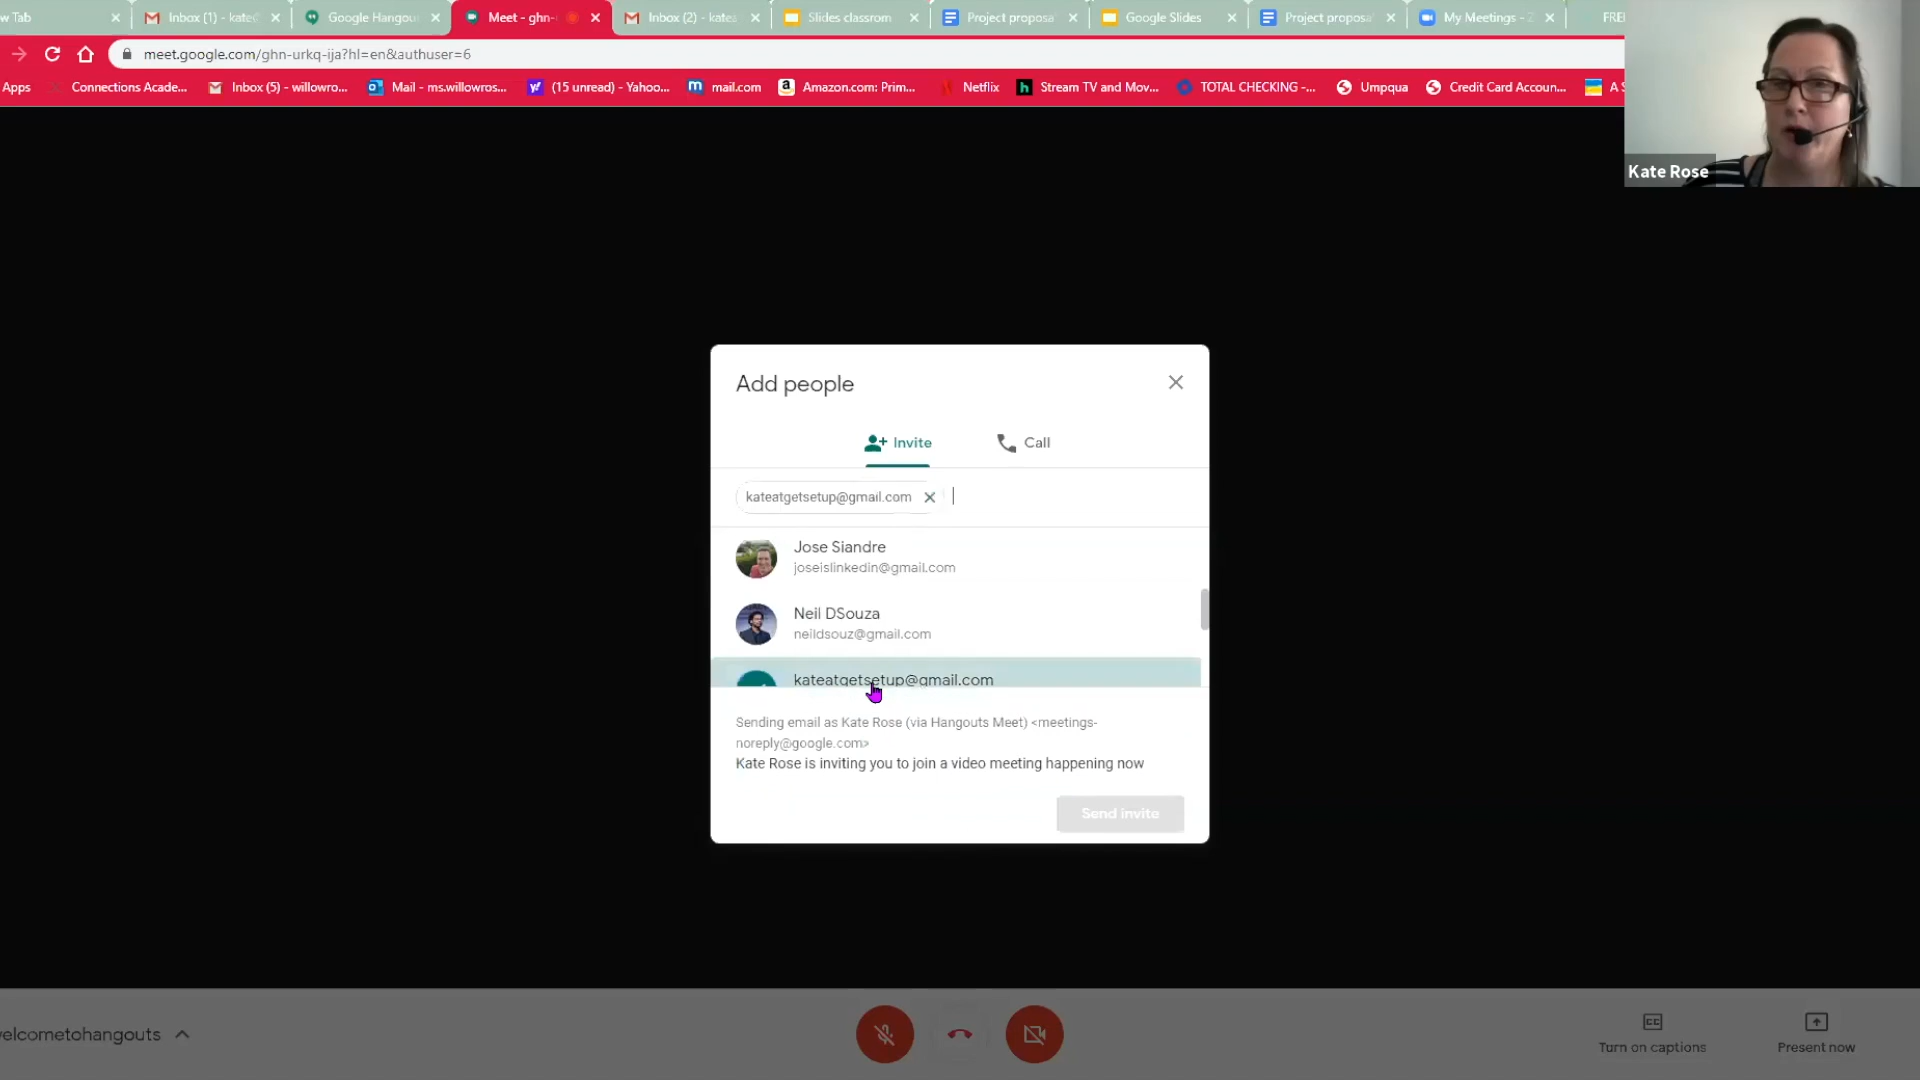 w Tab
Inbox (1) - kate@
Google Hangou
Meet - ghn-
Inbox (2) - katea
Slides classrom
Project proposa
Google Slides
Project proposa
My Meetings - Z
FREE
meet.google.com/ghn-urkq-ija?hl=en&authuser=6
Apps
Connections Acade...
Inbox (5) - willowro...
Mail - ms.willowros...
(15 unread) - Yahoo...
mail.com
Amazon.com: Prim...
Netflix
Stream TV and Mov...
TOTAL CHECKING -...
Umpqua
Credit Card Accoun...
A S
Kate Rose
Add people
Invite
Call
kateatgetsetup@gmail.com
Jose Siandre
joseislinkedin@gmail.com
Neil DSouza
neildsouz@gmail.com
kateatgetsetup@gmail.com
Sending email as Kate Rose (via Hangouts Meet) <meetings-
noreply@google.com>
Kate Rose is inviting you to join a video meeting happening now
Send invite
elcometohangouts
Turn on captions
Present now